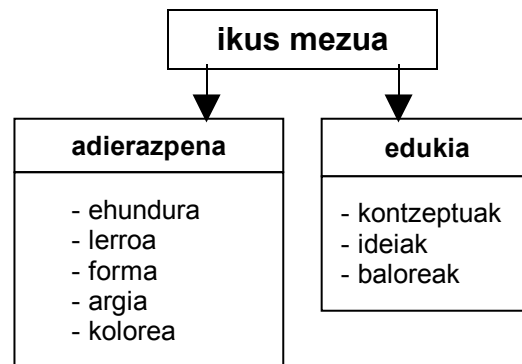 ikus mezua
adierazpena
- ehundura
- lerroa
- forma
- argia
- kolorea
edukia
- kontzeptuak
- ideiak
- baloreak